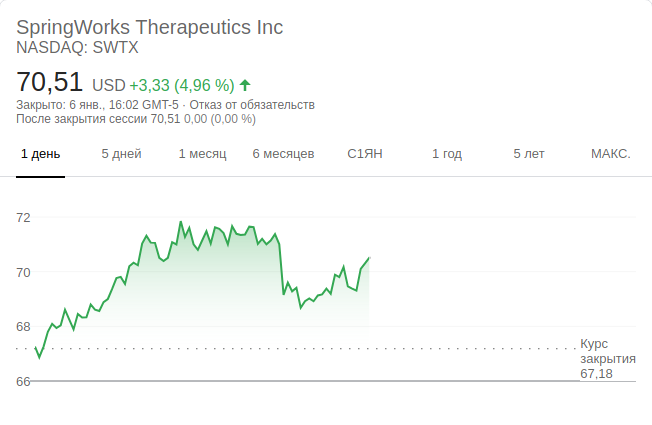 SpringWorks Therapeutics Inc
NASDAQ: SWTX
70,51 USD +3,33 (4,96 %)
Закрыто: 6 янв., 16:02 GMT-5 · Отказ от обязательств
После закрытия сессии 70,51 0,00 (0,00 %)
1 день 5 дней 1 месяц 6 месяцев С1ЯН 1 год 5 лет МАКС.
72
70
68
66
Курс
закрытия
67,18